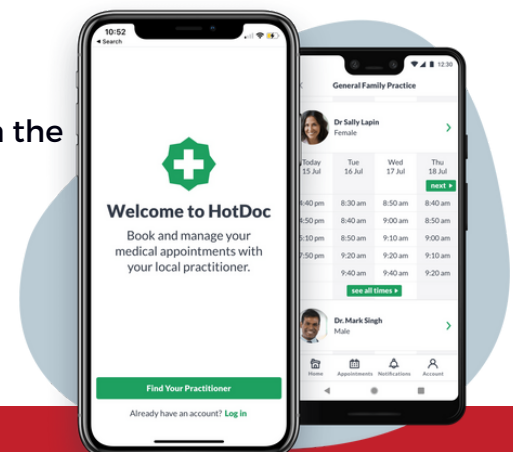 n the
10:52
Search
Welcome to HotDoc
Book and manage your
medical appointments with
your local practitioner.
Find Your Practitioner
Already have an account? Log in
12:30
General Family Practice
Dr Sally Lapin
Female
Today Tue Wed Thu
15 Jul 16 Jul 17 Jul 18 Jul
next
4:40 pm 8:30 am 8:50 am 8:40 am
4:50 pm 8:40 am 9:00 am 8:50 am
5:10 pm 8:50 am 9:10 am 9:00 am
7:50 pm 9:20 am 9:20 am 9:10 am
9:40 am 9:40 am 9:20 am
see all times
Dr. Mark Singh
Male
Home Appointments Notifications Account